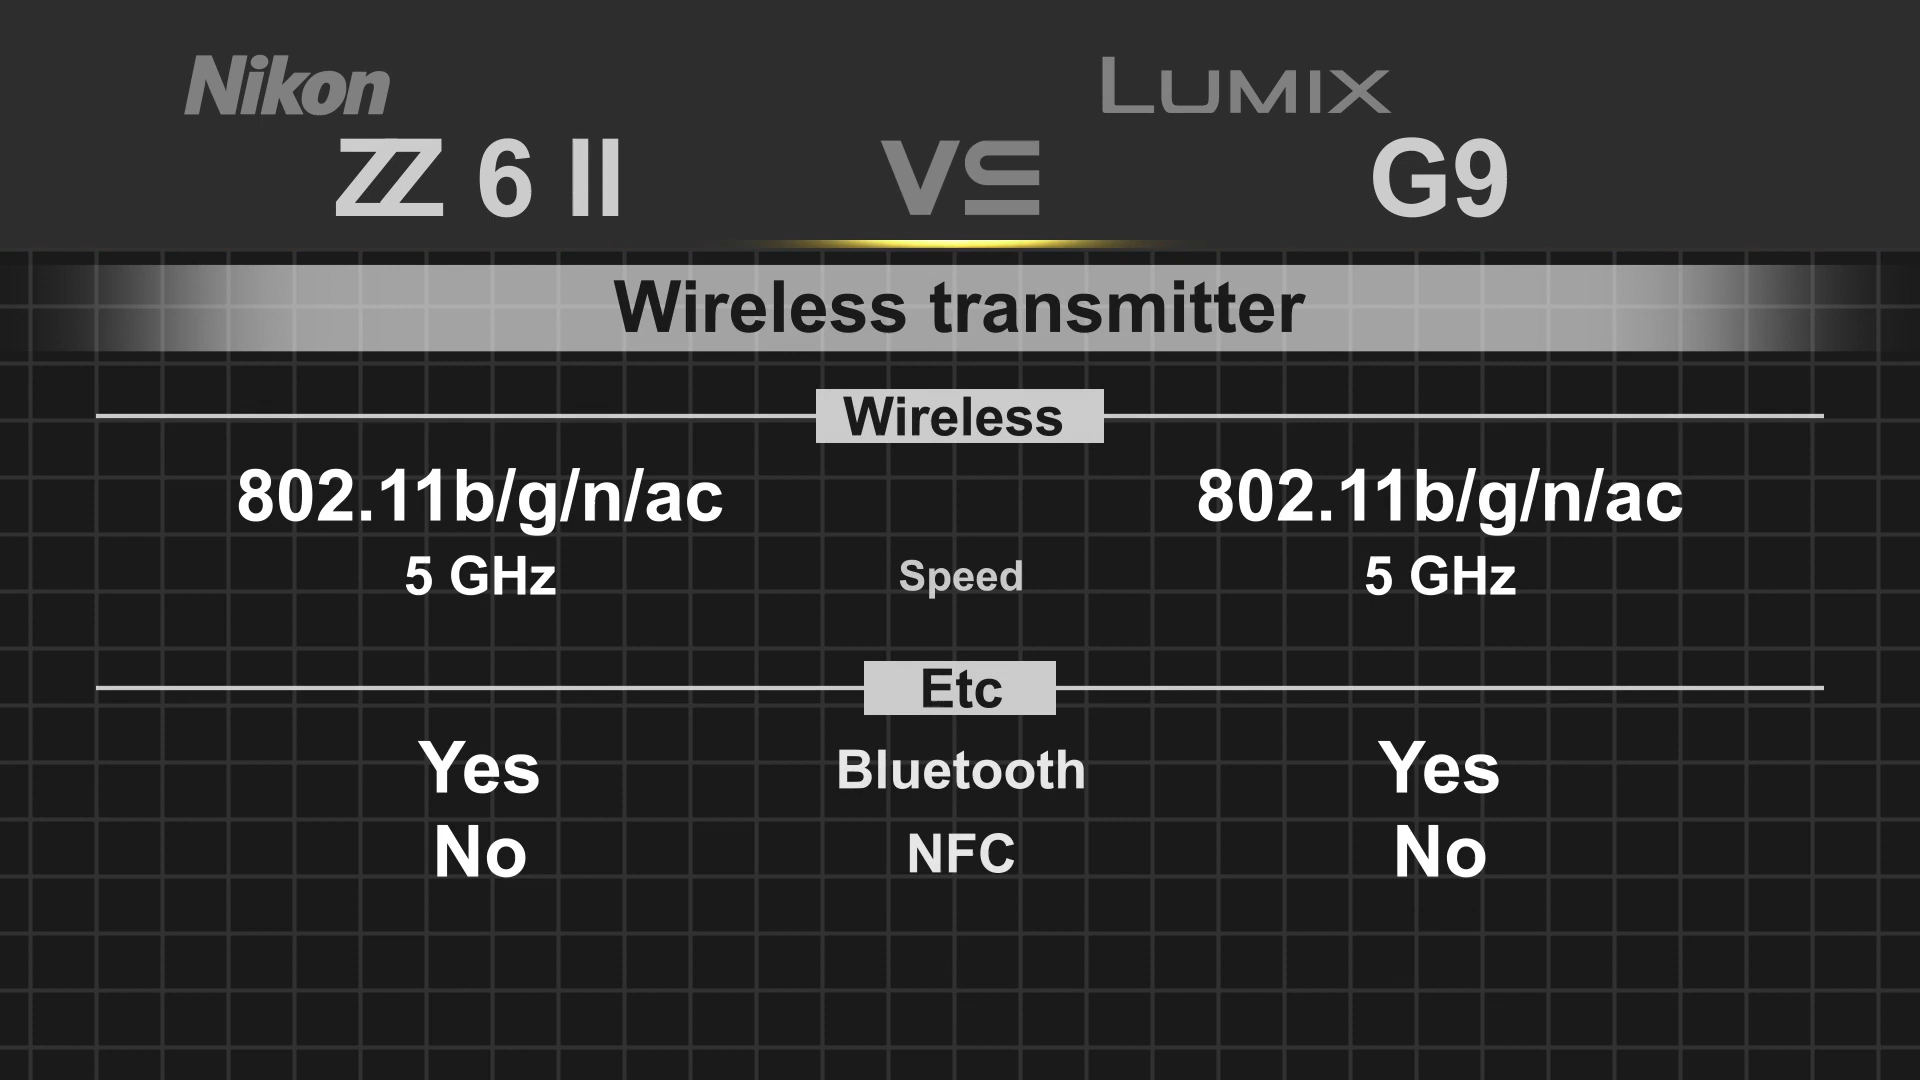 Nikon LUMIX
Z 6 II VS G9
Wireless transmitter
Wireless
802.11b/g/n/ac 802.11b/g/n/ac
5 GHz Speed 5 GHz
Etc
Yes Bluetooth Yes
No NFC No